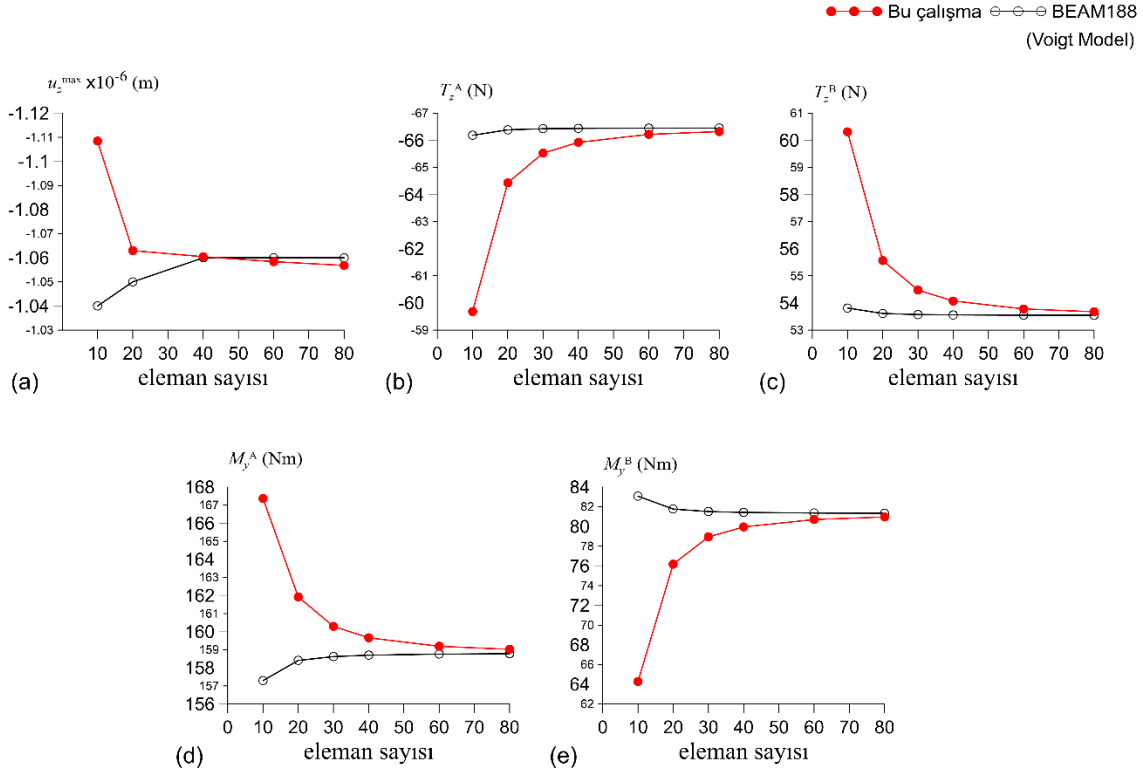 Bu çalışma BEAM188
(Voigt Model)
u_z^max x10^-6 (m)
-1.12
-1.11
-1.1
-1.09
-1.08
-1.07
-1.06
-1.05
-1.04
-1.03
10 20 30 40 50 60 70 80
eleman sayısı
(a)
T_z^A (N)
-67
-66
-65
-64
-63
-62
-61
-60
-59
0 10 20 30 40 50 60 70 80
eleman sayısı
(b)
T_z^B (N)
61
60
59
58
57
56
55
54
53
0 10 20 30 40 50 60 70 80
eleman sayısı
(c)
M_y^A (Nm)
168
167
166
165
164
163
162
161
160
159
158
157
156
0 10 20 30 40 50 60 70 80
eleman sayısı
(d)
M_y^B (Nm)
84
82
80
78
76
74
72
70
68
66
64
62
0 10 20 30 40 50 60 70 80
eleman sayısı
(e)